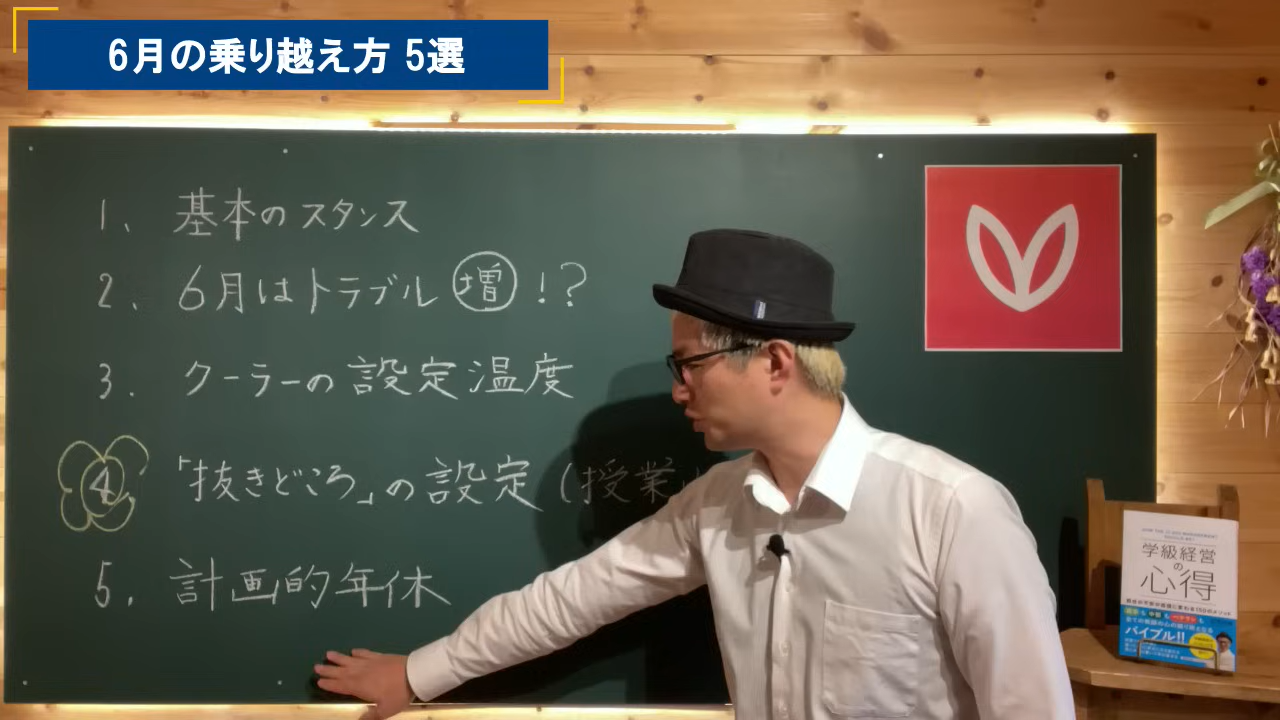 6月の乗り越え方 5選
1. 基本のスタンス
2. 6月はトラブル増!?
3. クーラーの設定温度
4 「抜きどころ」の設定(授業
5. 計画的年休
学級経営
の
心得
バイブル!!